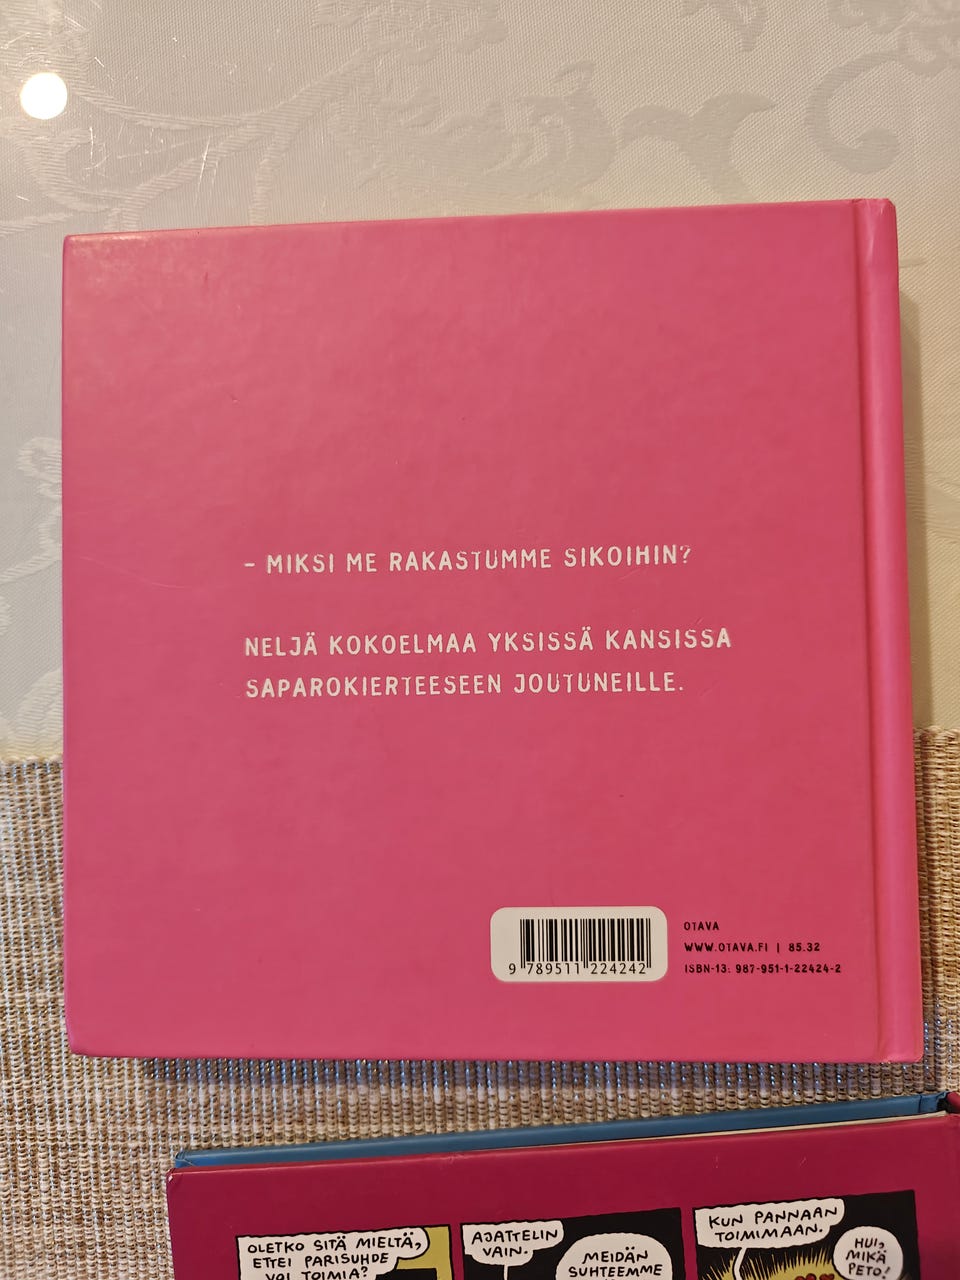 - MIKSI ME RAKASTUMME SIKOIHIN?
NELJÄ KOKOELMAA YKSISSÄ KANSISSA
SAPAROKIERTEESEEN JOUTUNEILLE.
9 789511 224242
OTAVA
WWW.OTAVA.FI | 85.32
ISBN-13: 987-951-1-22424-2
OLETKO SITÄ MIELTÄ,
ETTEI PARISUHDE
VOI TOIMIA?
AJATTELIN
VAIN.
MEIDÄN
SUHTEEMME
KUN PANNAAN
TOIMIMAAN.
HUI,
MIKÄ
PETO!